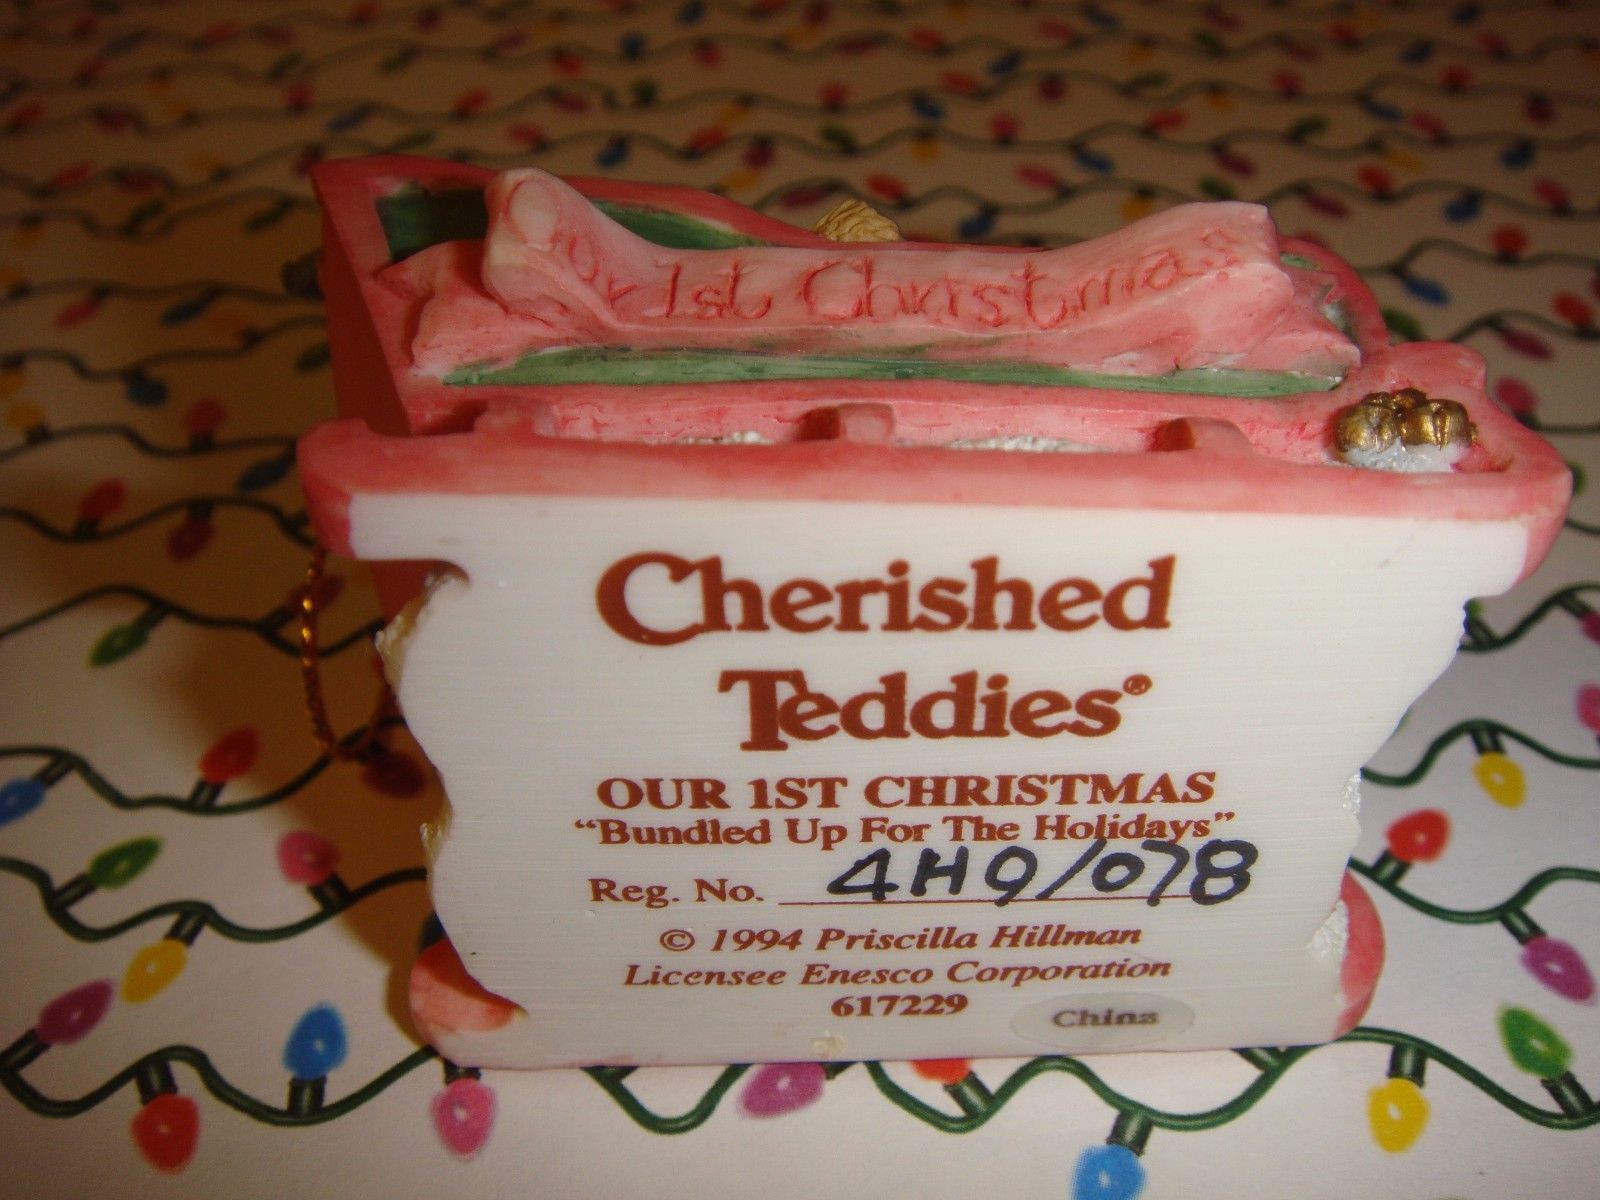 Our 1st Christmas
Cherished
Teddies®
OUR 1ST CHRISTMAS
“Bundled Up For The Holidays”
Reg. No. 4H9/078
© 1994 Priscilla Hillman
Licensee Enesco Corporation
617229
China